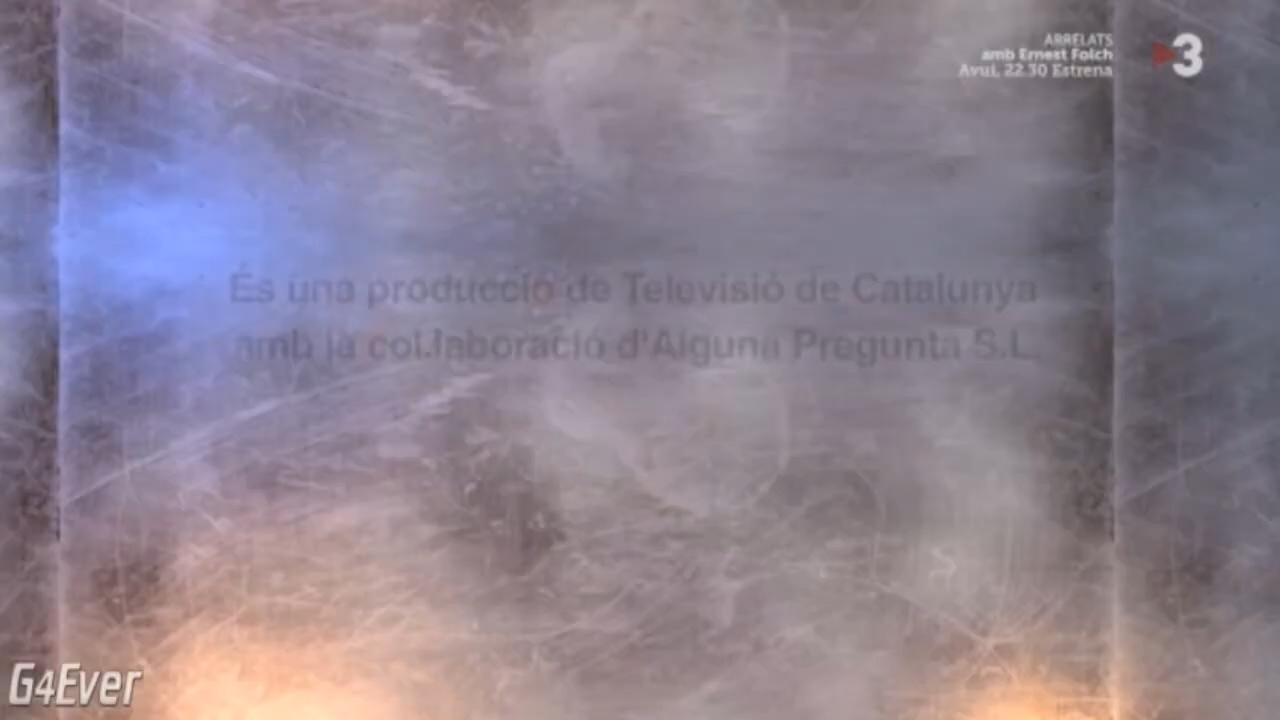 ARRELATS
amb Ernest Folch
Avui, 22.30 Estrena
3
És una producció de Televisió de Catalunya
amb la col.laboració d'Alguna Pregunta S.L.
G4Ever